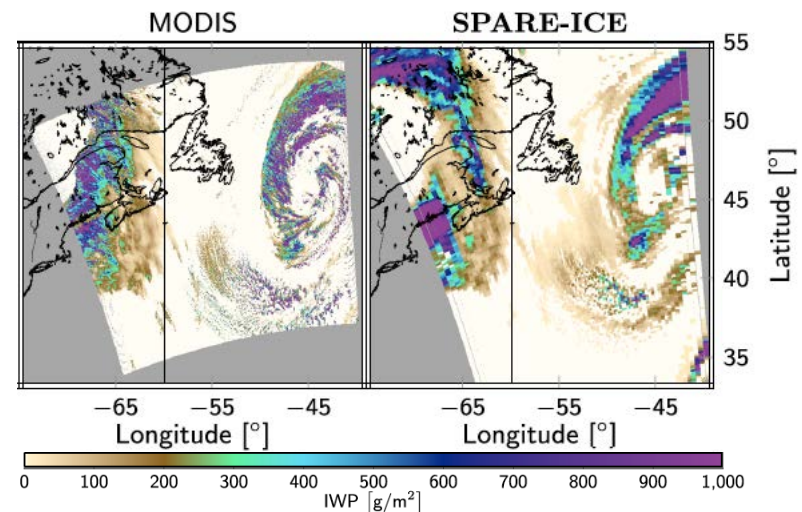 MODIS
SPARE-ICE
55
50
45
40
35
Latitude [°]
−65 −55 −45 −65 −55 −45
Longitude [°] Longitude [°]
0 100 200 300 400 500 600 700 800 900 1,000
IWP [g/m²]